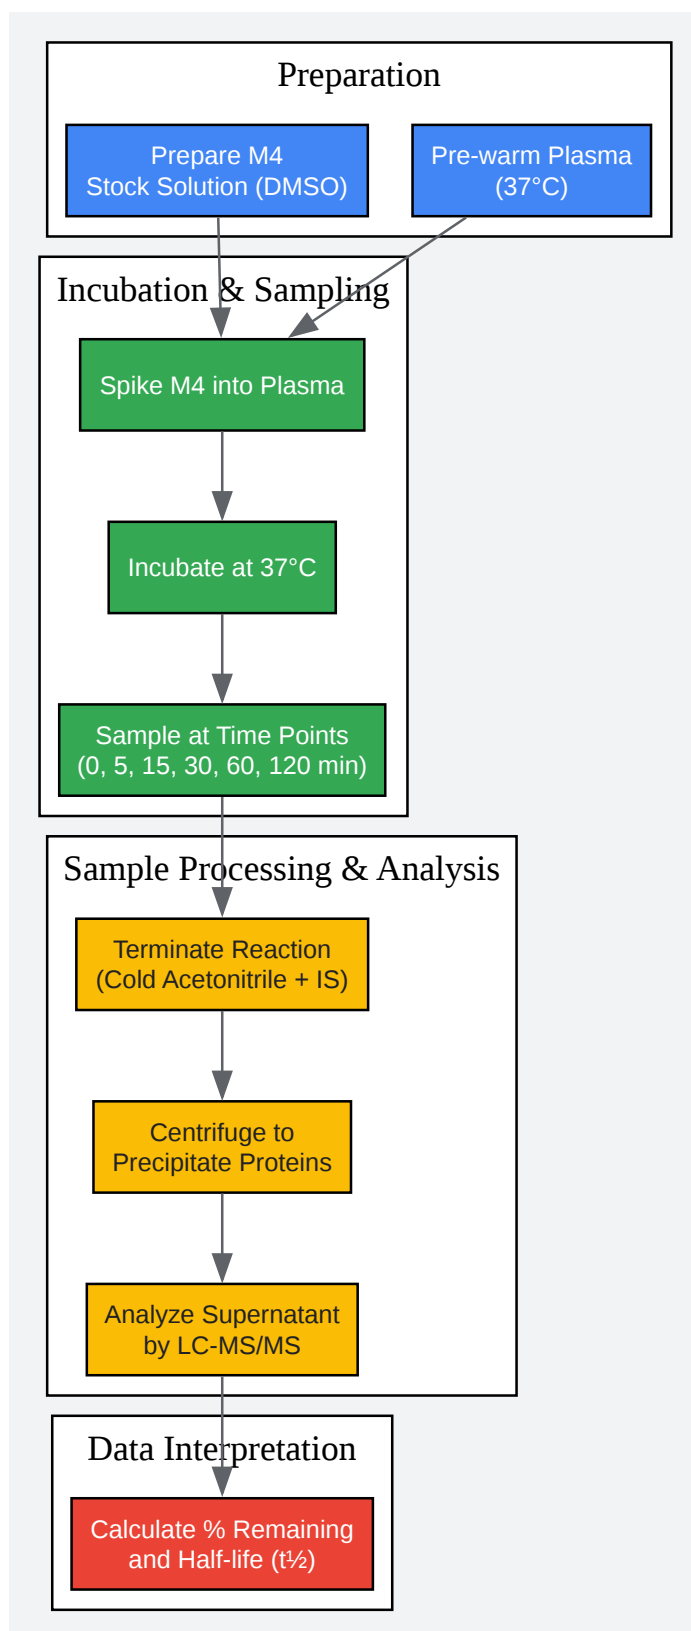 Preparation
Prepare M4
Stock Solution (DMSO)
Pre-warm Plasma
(37°C)
Incubation & Sampling
Spike M4 into Plasma
Incubate at 37°C
Sample at Time Points
(0, 5, 15, 30, 60, 120 min)
Sample Processing & Analysis
Terminate Reaction
(Cold Acetonitrile + IS)
Centrifuge to
Precipitate Proteins
Analyze Supernatant
by LC-MS/MS
Data Interpretation
Calculate % Remaining
and Half-life (t½)